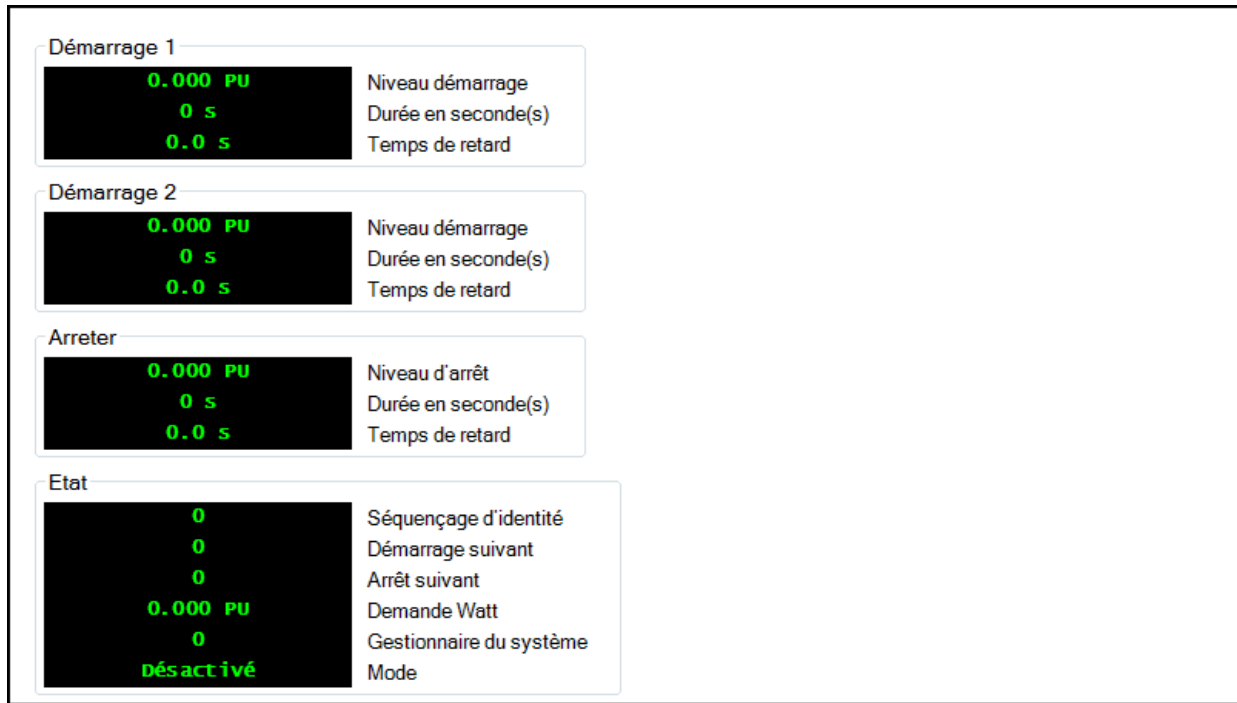 Démarrage 1
0.000 PU Niveau démarrage
0 s Durée en seconde(s)
0.0 s Temps de retard
Démarrage 2
0.000 PU Niveau démarrage
0 s Durée en seconde(s)
0.0 s Temps de retard
Arreter
0.000 PU Niveau d'arrêt
0 s Durée en seconde(s)
0.0 s Temps de retard
Etat
0 Séquençage d'identité
0 Démarrage suivant
0 Arrêt suivant
0.000 PU Demande Watt
0 Gestionnaire du système
Désactivé Mode